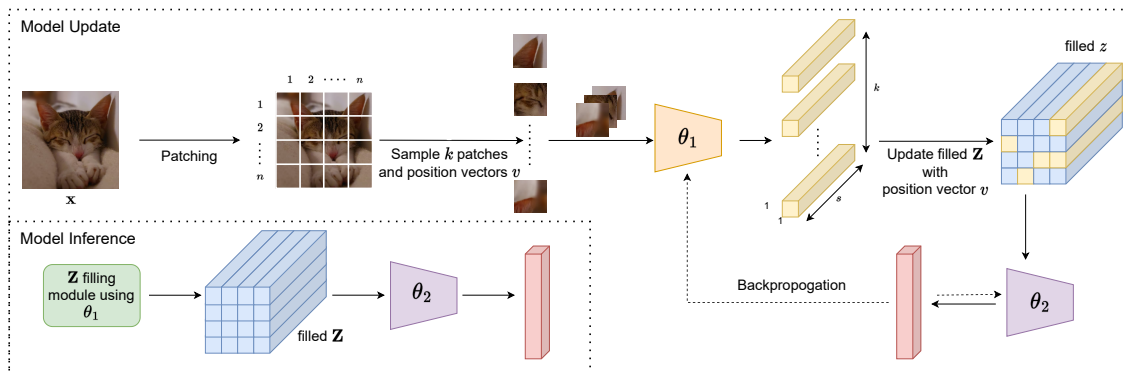 Model Update
1 2 ···· n
1
2
n
x
Patching
Sample k patches
and position vectors v
θ1
k
s
1
1
Update filled Z
with
position vector v
filled z
θ2
Backpropogation
Model Inference
Z filling
module using
θ1
filled Z
θ2